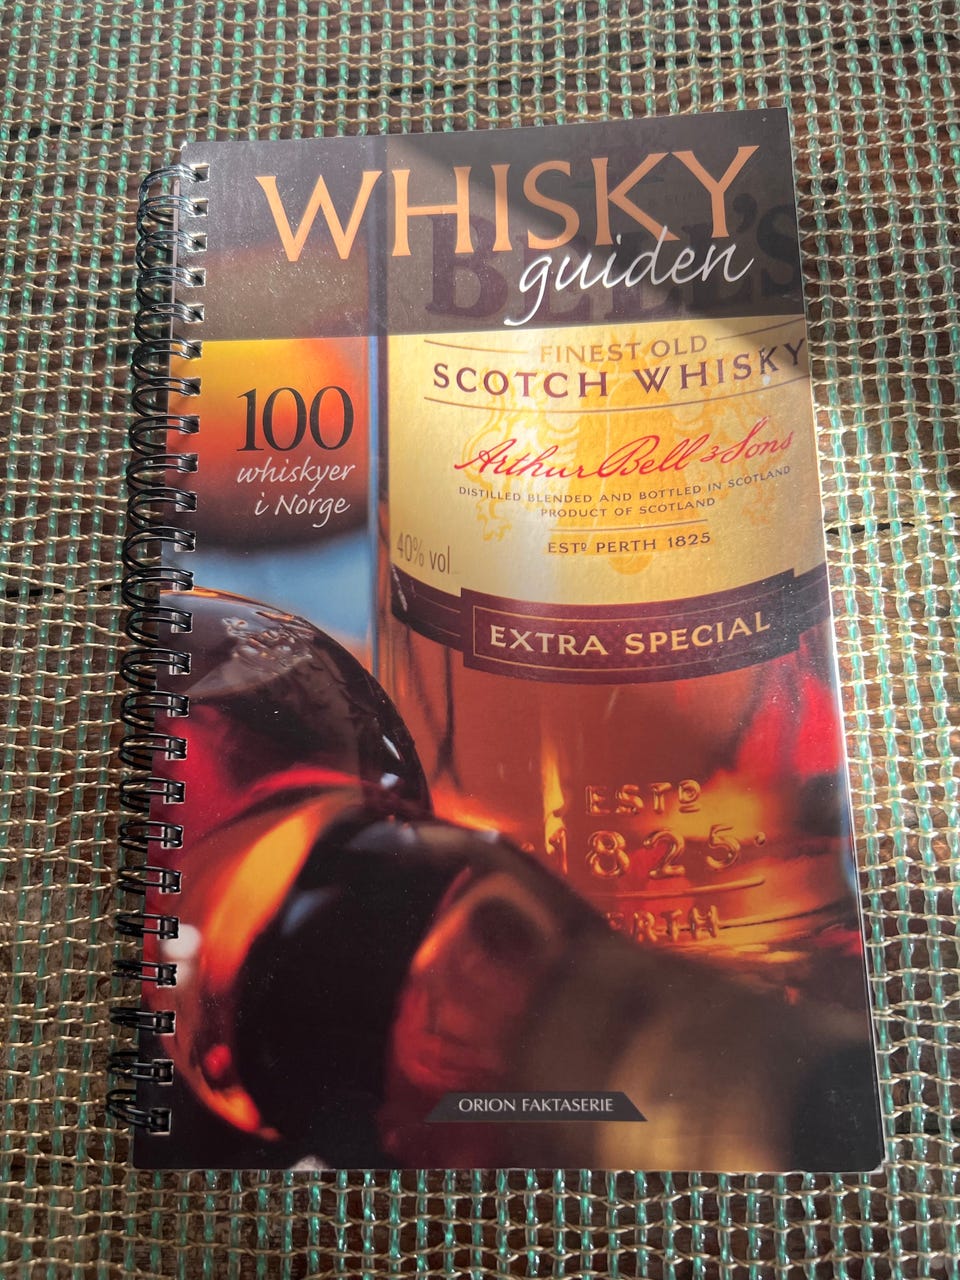 WHISKY
guiden
BELL'S
100
whiskyer
i Norge
FINEST OLD
SCOTCH WHISKY
Arthur Bell & Sons
DISTILLED BLENDED AND BOTTLED IN SCOTLAND
PRODUCT OF SCOTLAND
ESTD PERTH 1825
40% vol
EXTRA SPECIAL
ESTD
1825
PERTH
ORION FAKTASERIE